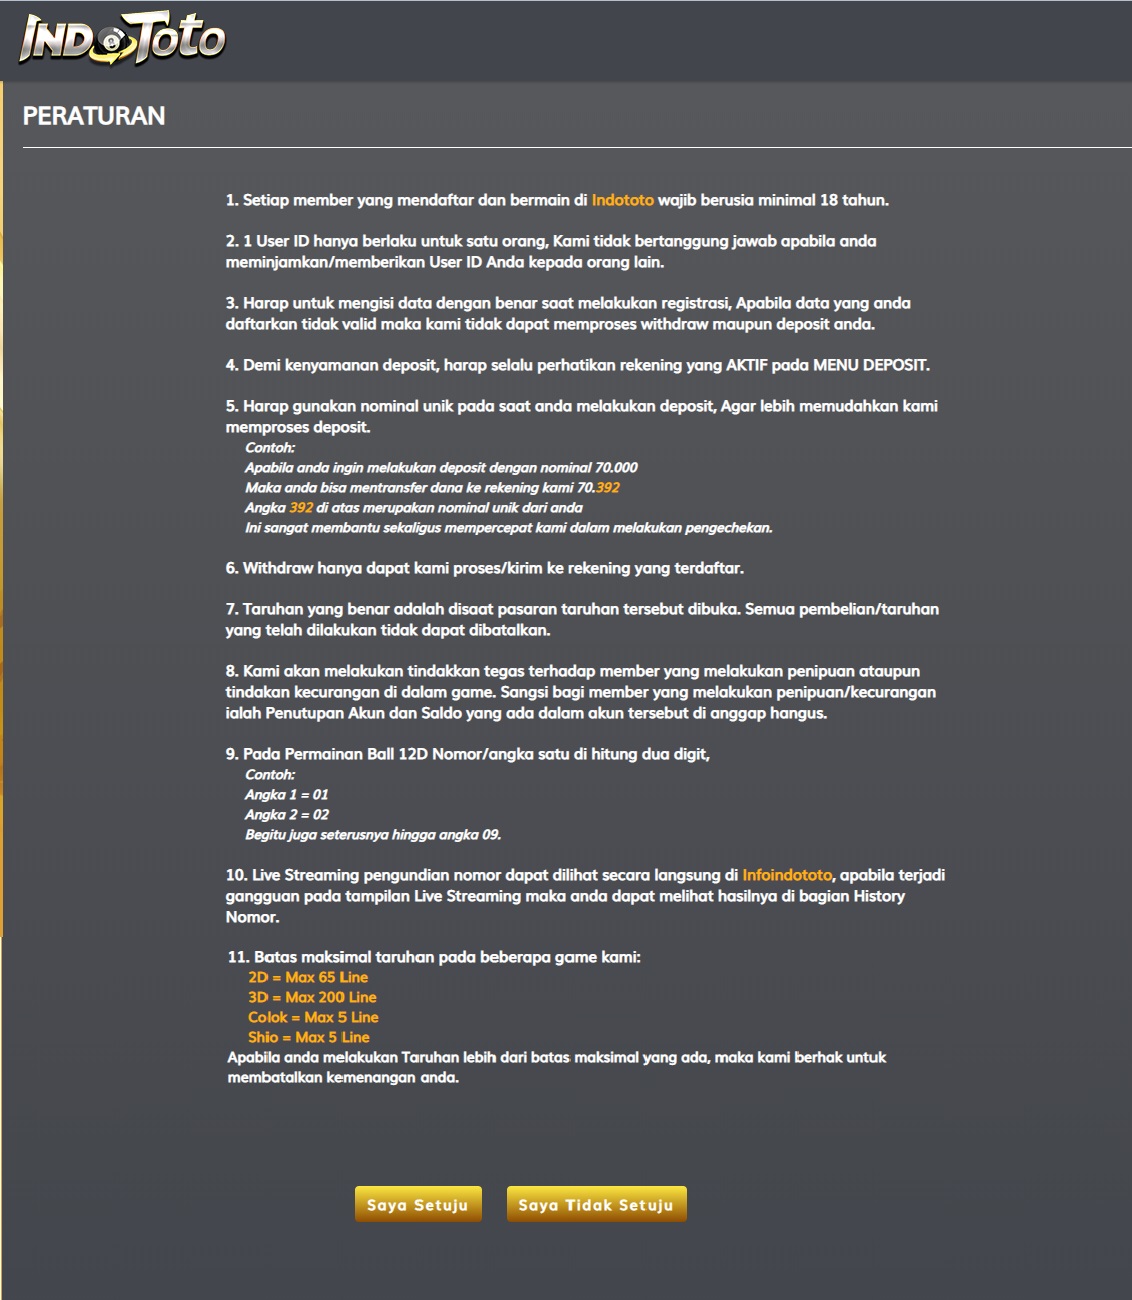 INDOTOTO
PERATURAN
1. Setiap member yang mendaftar dan bermain di Indototo wajib berusia minimal 18 tahun.
2. 1 User ID hanya berlaku untuk satu orang, Kami tidak bertanggung jawab apabila anda
meminjamkan/memberikan User ID Anda kepada orang lain.
3. Harap untuk mengisi data dengan benar saat melakukan registrasi, Apabila data yang anda
daftarkan tidak valid maka kami tidak dapat memproses withdraw maupun deposit anda.
4. Demi kenyamanan deposit, harap selalu perhatikan rekening yang AKTIF pada MENU DEPOSIT.
5. Harap gunakan nominal unik pada saat anda melakukan deposit, Agar lebih memudahkan kami
memproses deposit.
Contoh:
Apabila anda ingin melakukan deposit dengan nominal 70.000
Maka anda bisa mentransfer dana ke rekening kami 70.392
Angka 392 di atas merupakan nominal unik dari anda
Ini sangat membantu sekaligus mempercepat kami dalam melakukan pengechekan.
6. Withdraw hanya dapat kami proses/kirim ke rekening yang terdaftar.
7. Taruhan yang benar adalah disaat pasaran taruhan tersebut dibuka. Semua pembelian/taruhan
yang telah dilakukan tidak dapat dibatalkan.
8. Kami akan melakukan tindakkan tegas terhadap member yang melakukan penipuan ataupun
tindakan kecurangan di dalam game. Sangsi bagi member yang melakukan penipuan/kecurangan
ialah Penutupan Akun dan Saldo yang ada dalam akun tersebut di anggap hangus.
9. Pada Permainan Ball 12D Nomor/angka satu di hitung dua digit,
Contoh:
Angka 1 = 01
Angka 2 = 02
Begitu juga seterusnya hingga angka 09.
10. Live Streaming pengundian nomor dapat dilihat secara langsung di Infoindototo, apabila terjadi
gangguan pada tampilan Live Streaming maka anda dapat melihat hasilnya di bagian History
Nomor.
11. Batas maksimal taruhan pada beberapa game kami:
2D = Max 65 Line
3D = Max 200 Line
Colok = Max 5 Line
Shio = Max 5 Line
Apabila anda melakukan Taruhan lebih dari batas maksimal yang ada, maka kami berhak untuk
membatalkan kemenangan anda.
Saya Setuju Saya Tidak Setuju